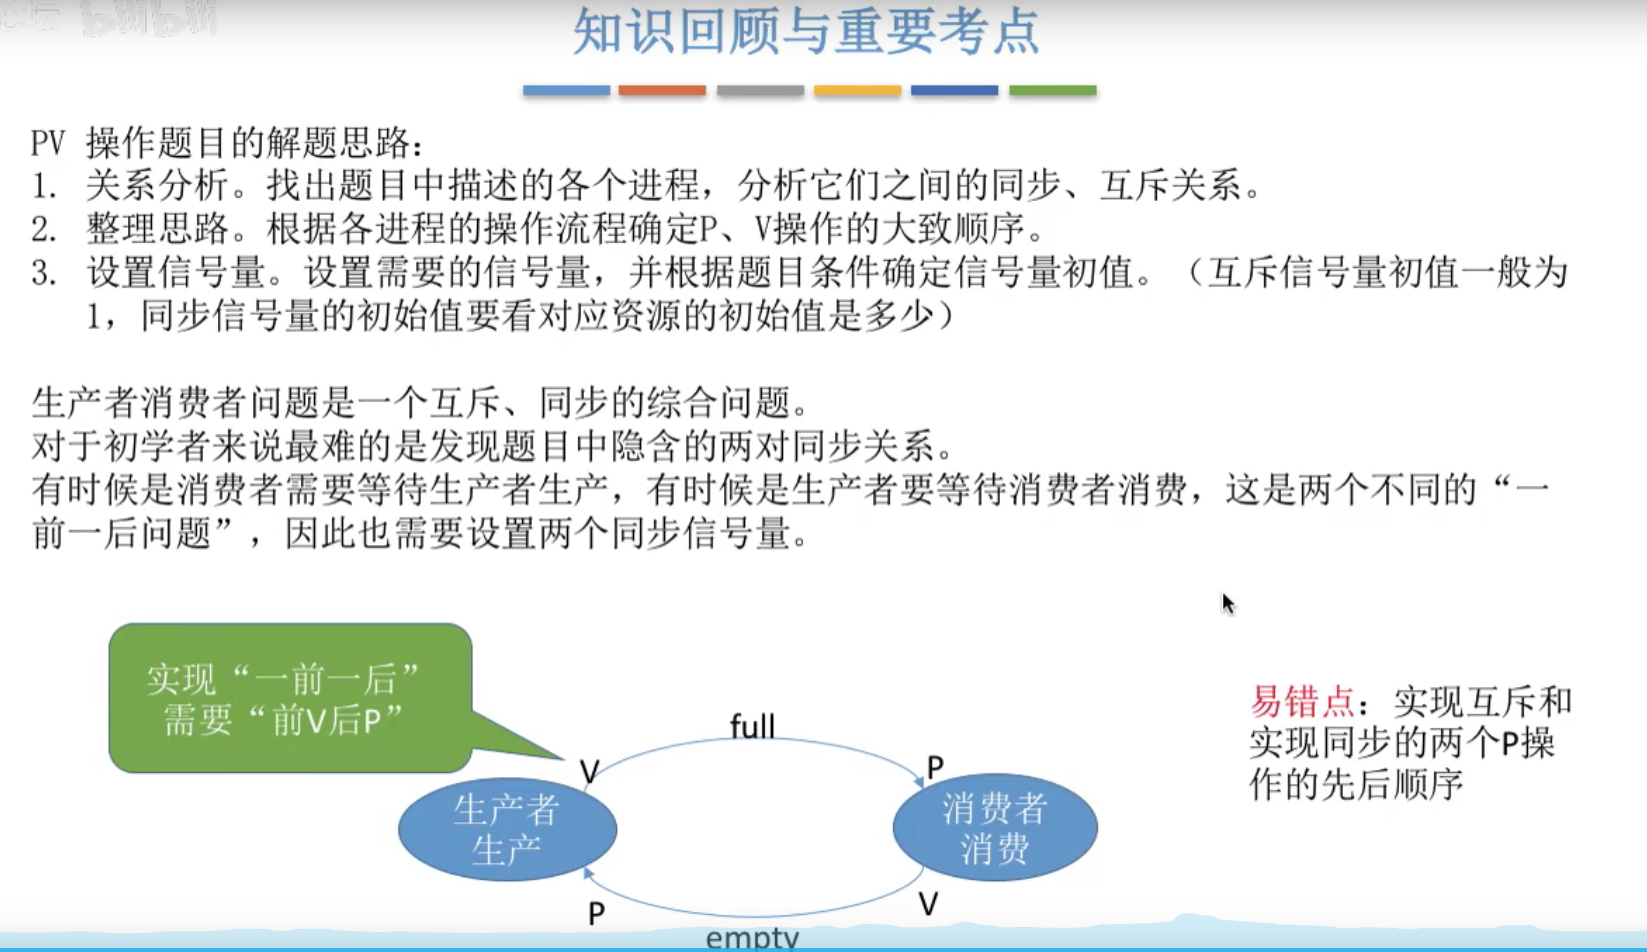 知识回顾与重要考点
PV 操作题目的解题思路：
1. 关系分析。找出题目中描述的各个进程，分析它们之间的同步、互斥关系。
2. 整理思路。根据各进程的操作流程确定P、V操作的大致顺序。
3. 设置信号量。设置需要的信号量，并根据题目条件确定信号量初值。（互斥信号量初值一般为
1，同步信号量的初始值要看对应资源的初始值是多少）
生产者消费者问题是一个互斥、同步的综合问题。
对于初学者来说最难的是发现题目中隐含的两对同步关系。
有时候是消费者需要等待生产者生产，有时候是生产者要等待消费者消费，这是两个不同的“一
前一后问题”，因此也需要设置两个同步信号量。
实现“一前一后”
需要“前V后P”
full
V
P
生产者
生产
消费者
消费
P
V
empty
易错点：实现互斥和
实现同步的两个P操
作的先后顺序